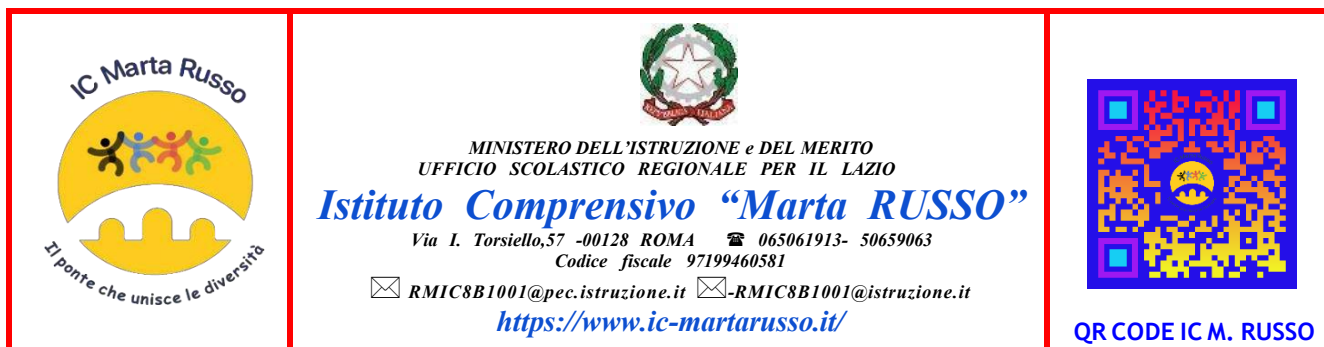 IC Marta Russo
Il ponte che unisce le diversità
MINISTERO DELL'ISTRUZIONE e DEL MERITO
UFFICIO SCOLASTICO REGIONALE PER IL LAZIO
Istituto Comprensivo “Marta RUSSO”
Via I. Torsiello,57 -00128 ROMA ☎ 065061913- 50659063
Codice fiscale 97199460581
✉ RMIC8B1001@pec.istruzione.it ✉-RMIC8B1001@istruzione.it
https://www.ic-martarusso.it/
QR CODE IC M. RUSSO